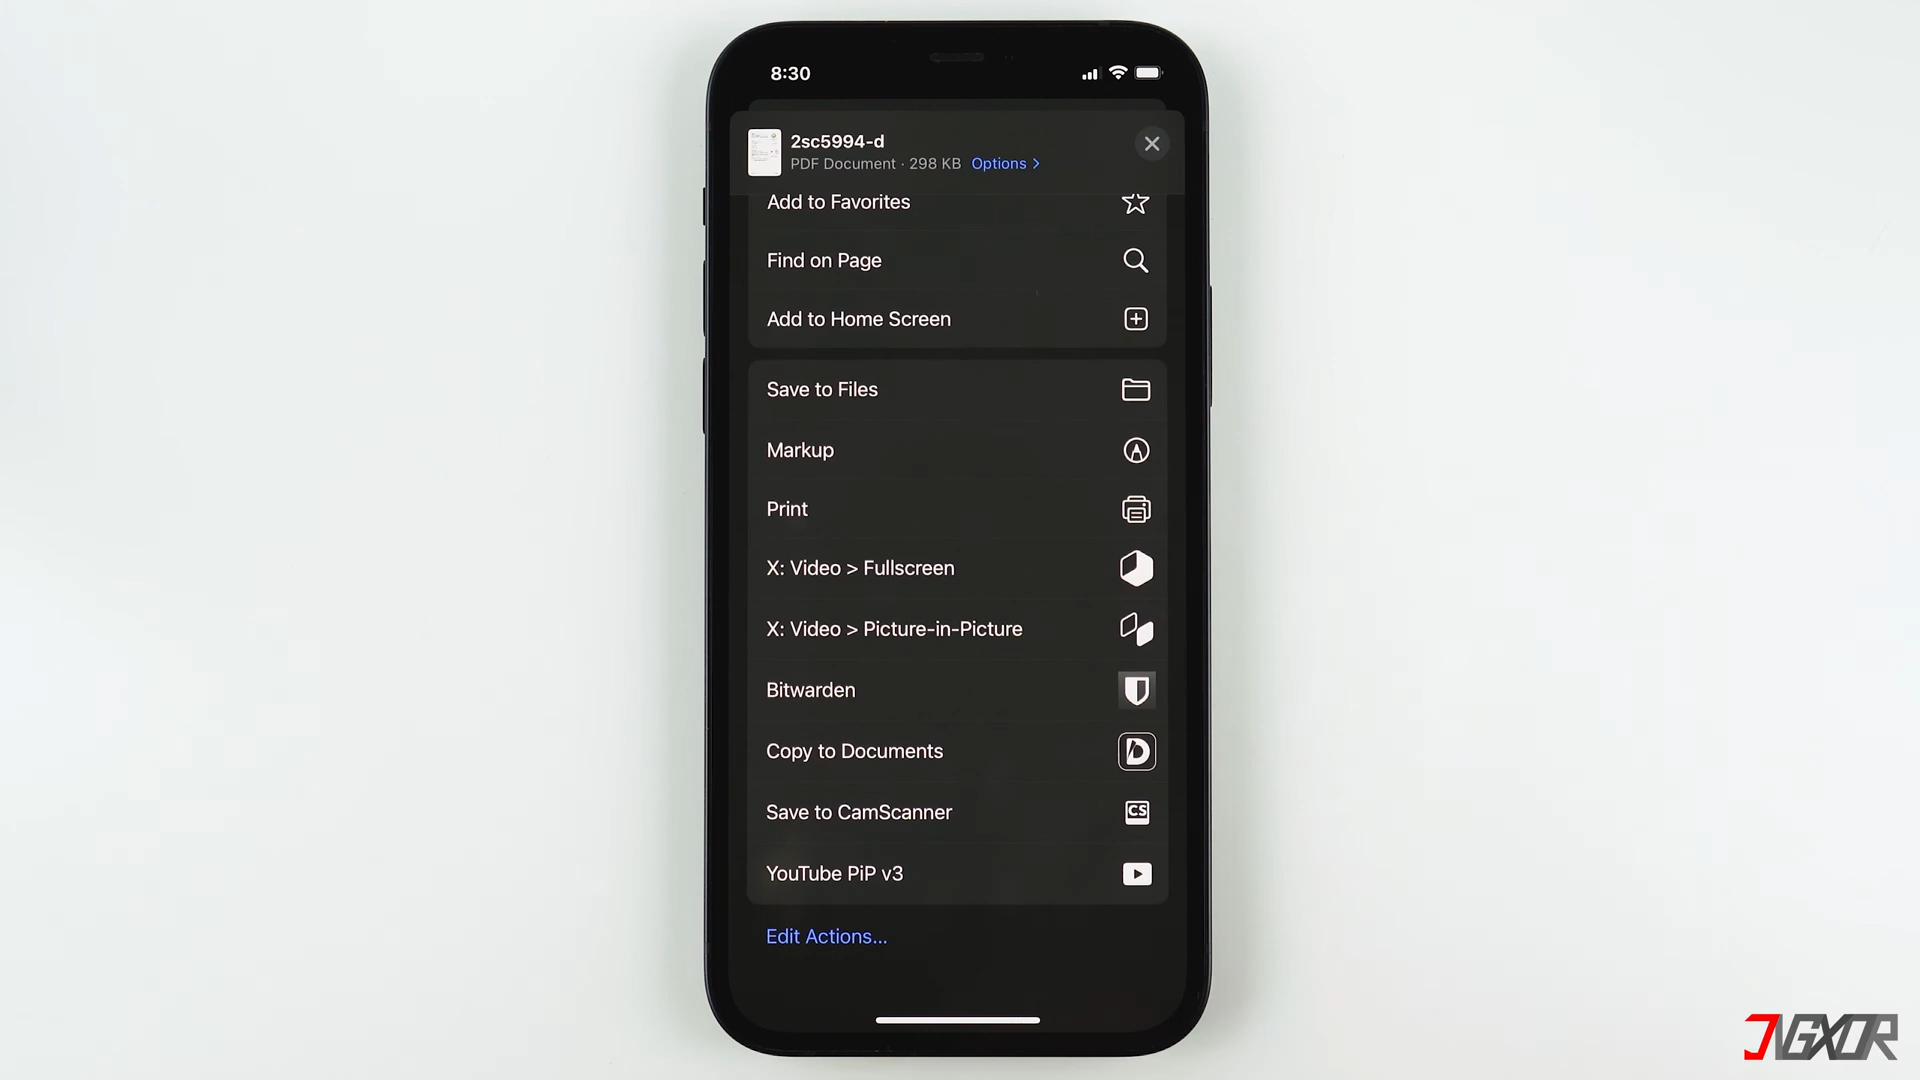 8:30
2sc5994-d
PDF Document · 298 KB Options >
Add to Favorites
Find on Page
Add to Home Screen
Save to Files
Markup
Print
X: Video > Fullscreen
X: Video > Picture-in-Picture
Bitwarden
Copy to Documents
Save to CamScanner
CS
YouTube PiP v3
Edit Actions...
JNGXOR